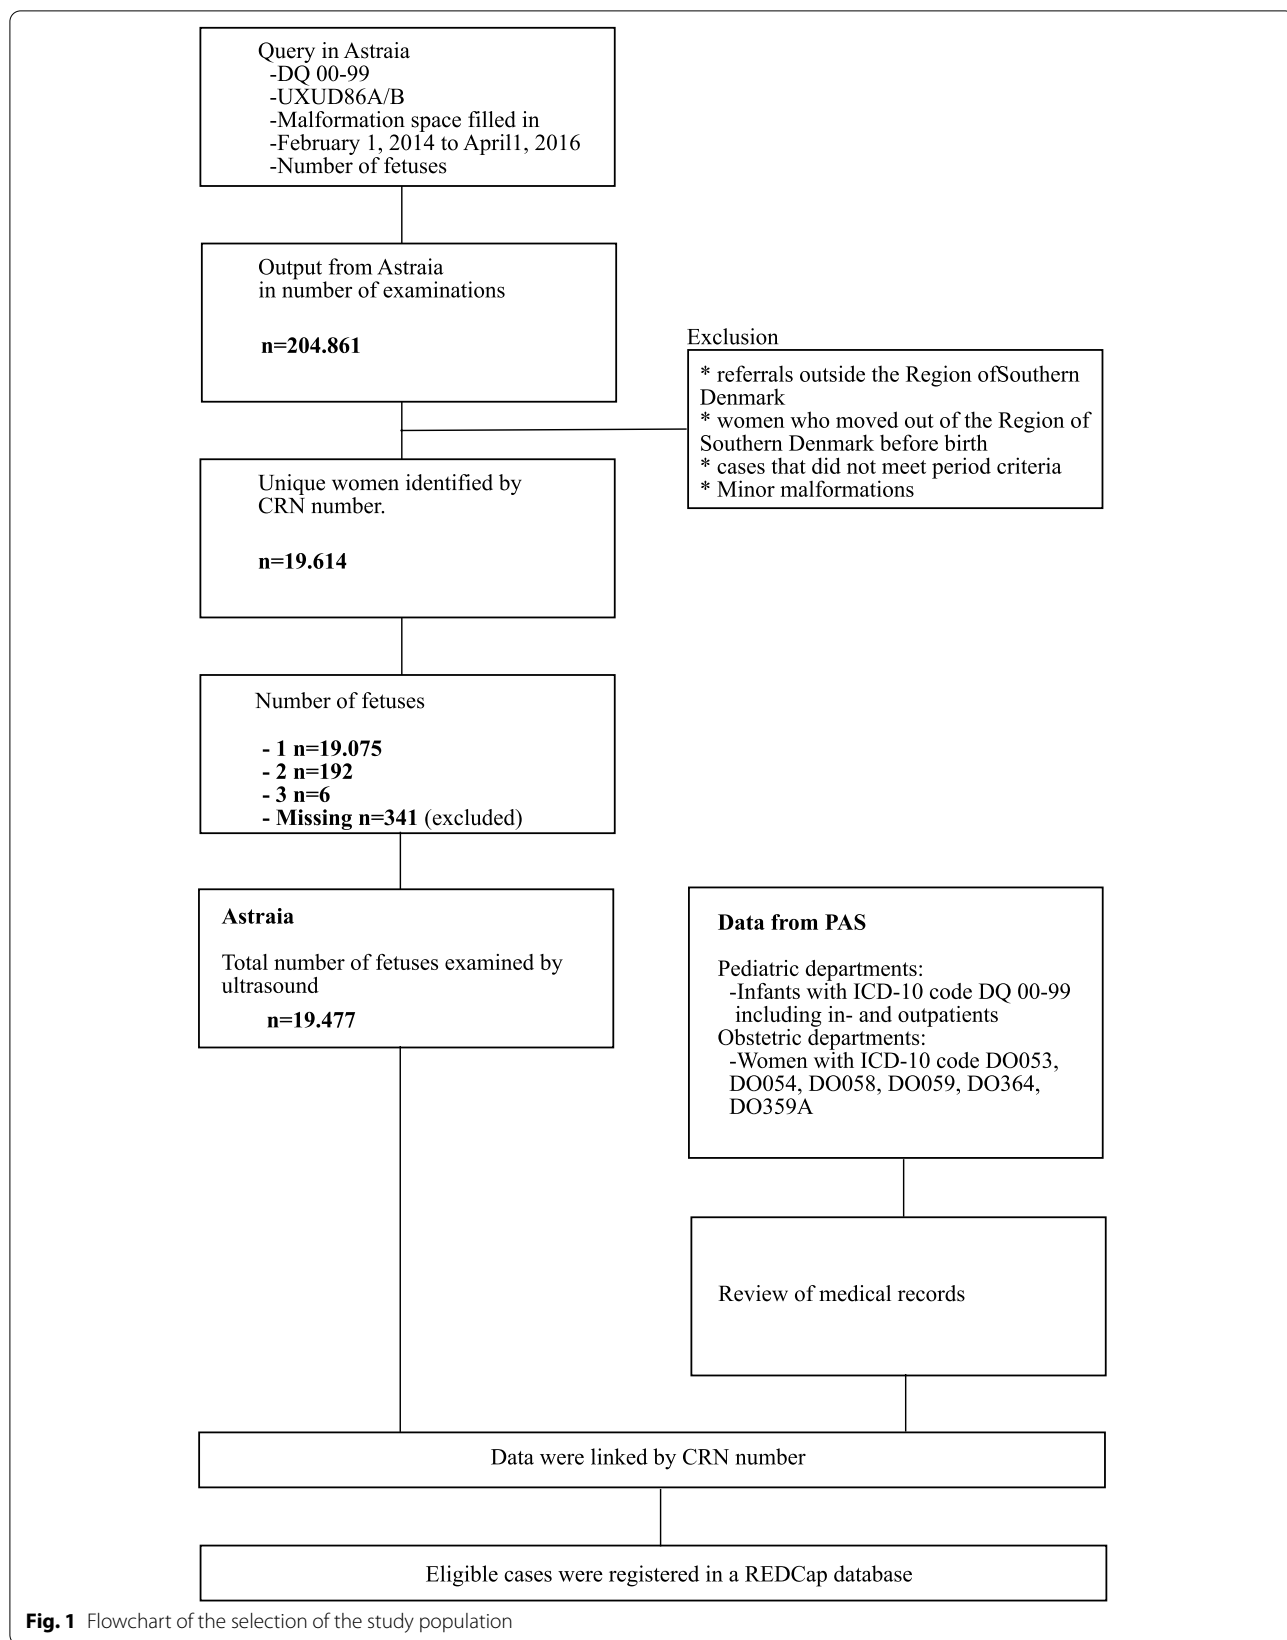 Query in Astraia
-DQ 00-99
-UXUD86A/B
-Malformation space filled in
-February 1, 2014 to April1, 2016
-Number of fetuses
Output from Astraia
in number of examinations
n=204.861
Exclusion
* referrals outside the Region ofSouthern
Denmark
* women who moved out of the Region of
Southern Denmark before birth
* cases that did not meet period criteria
* Minor malformations
Unique women identified by
CRN number.
n=19.614
Number of fetuses
- 1 n=19.075
- 2 n=192
- 3 n=6
- Missing n=341 (excluded)
Astraia
Total number of fetuses examined by
ultrasound
n=19.477
Data from PAS
Pediatric departments:
-Infants with ICD-10 code DQ 00-99
including in- and outpatients
Obstetric departments:
-Women with ICD-10 code DO053,
DO054, DO058, DO059, DO364,
DO359A
Review of medical records
Data were linked by CRN number
Eligible cases were registered in a REDCap database
Fig. 1 Flowchart of the selection of the study population